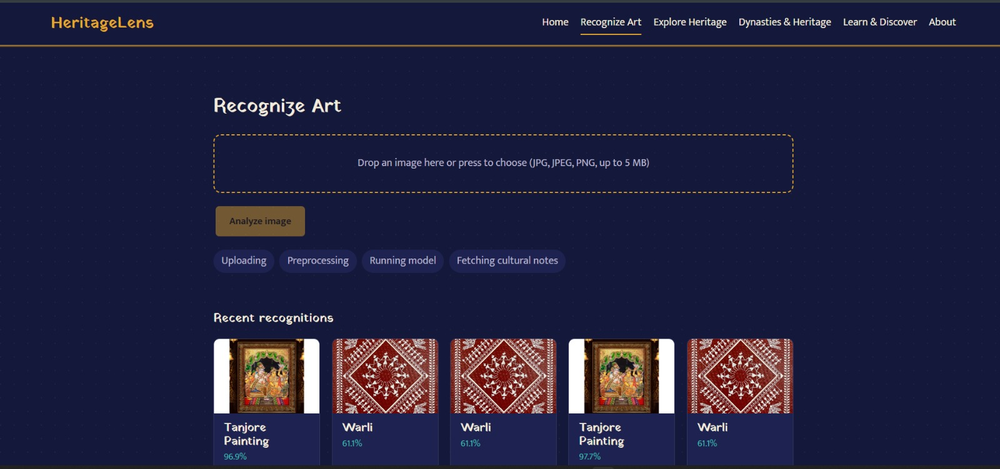 HeritageLens
Home Recognize Art Explore Heritage Dynasties & Heritage Learn & Discover About
Recognize Art
Drop an image here or press to choose (JPG, JPEG, PNG, up to 5 MB)
Analyze image
Uploading Preprocessing Running model Fetching cultural notes
Recent recognitions
Tanjore Painting
96.9%
Warli
61.1%
Warli
61.1%
Tanjore Painting
97.7%
Warli
61.1%